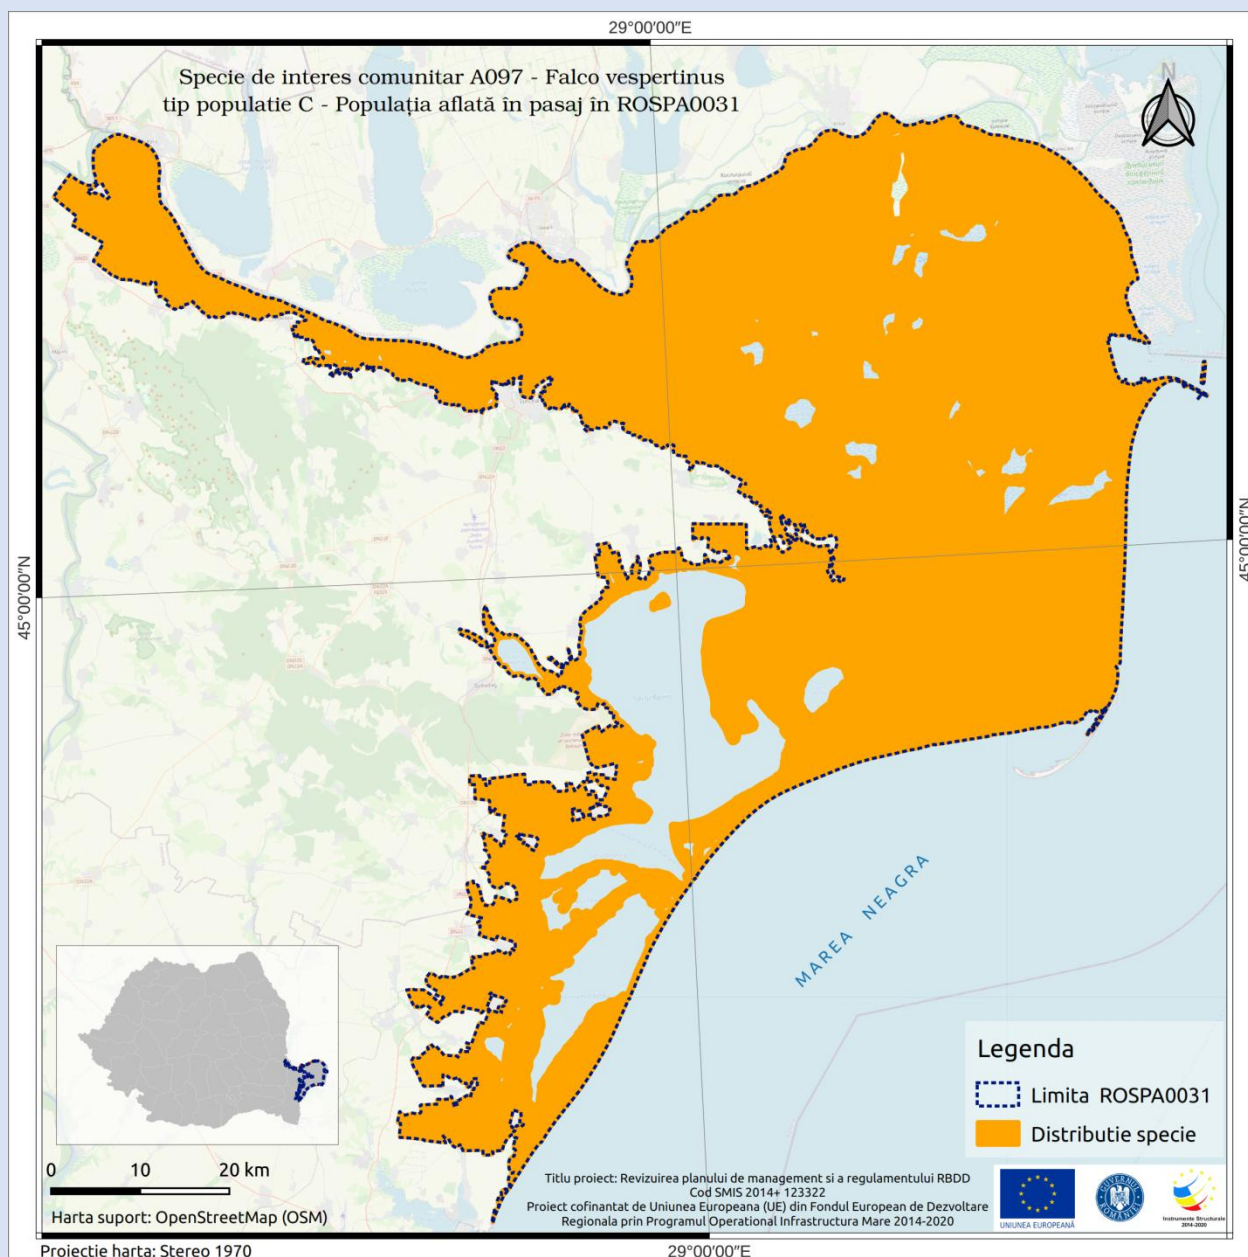 29°00′00″E
Specie de interes comunitar A097 - Falco vespertinus
tip populatie C - Populația aflată în pasaj în ROSPA0031
N
45°00′00″N
45°00′00″N
MAREA NEAGRA
Legenda
Limita ROSPA0031
Distributie specie
0 10 20 km
Harta suport: OpenStreetMap (OSM)
Titlu proiect: Revizuirea planului de management si a regulamentului RBDD
Cod SMIS 2014+ 123322
Proiect cofinantat de Uniunea Europeana (UE) din Fondul European de Dezvoltare
Regionala prin Programul Operational Infrastructura Mare 2014-2020
UNIUNEA EUROPEANĂ
GUVERNUL ROMÂNIEI
Instrumente Structurale
2014-2020
Proiectie harta: Stereo 1970
29°00′00″E